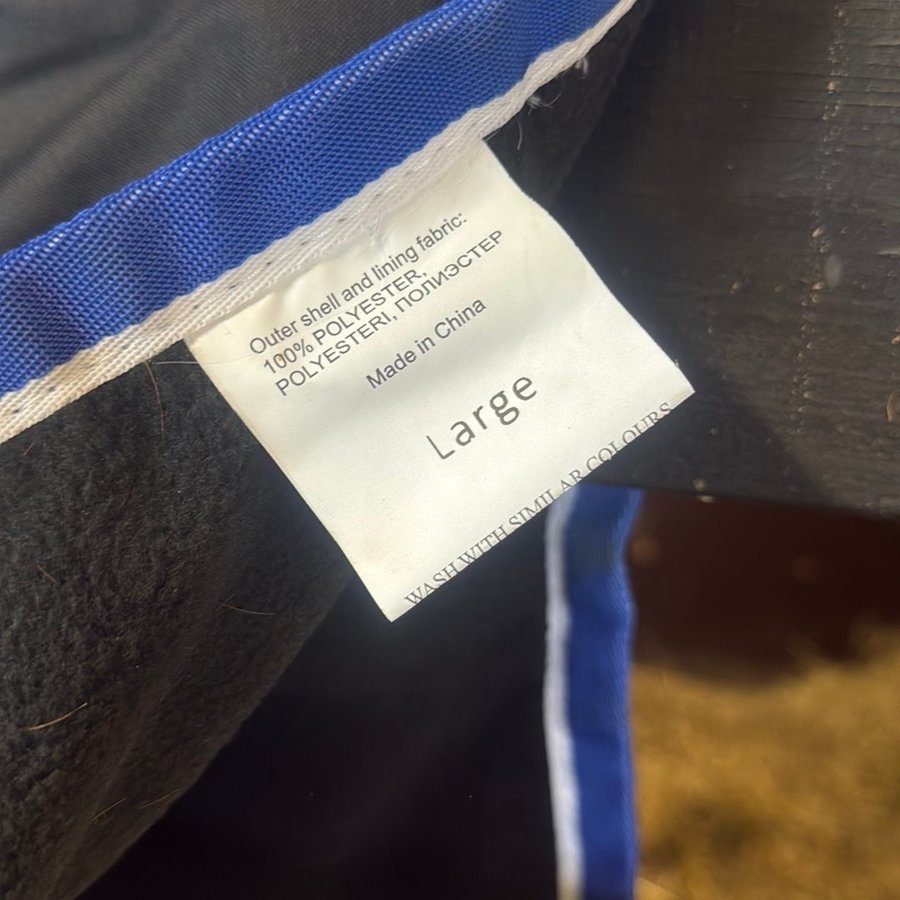 Outer shell and lining fabric:
100% POLYESTER,
POLYESTERI, ПОЛИЭСТЕР
Made in China
Large
WASH WITH SIMILAR COLOURS